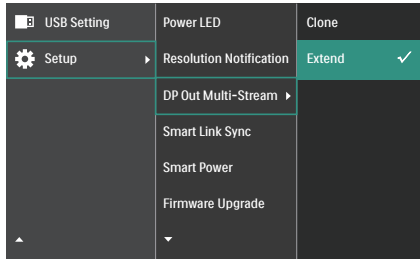 USB Setting
Setup
Power LED
Resolution Notification
DP Out Multi-Stream
Smart Link Sync
Smart Power
Firmware Upgrade
Clone
Extend